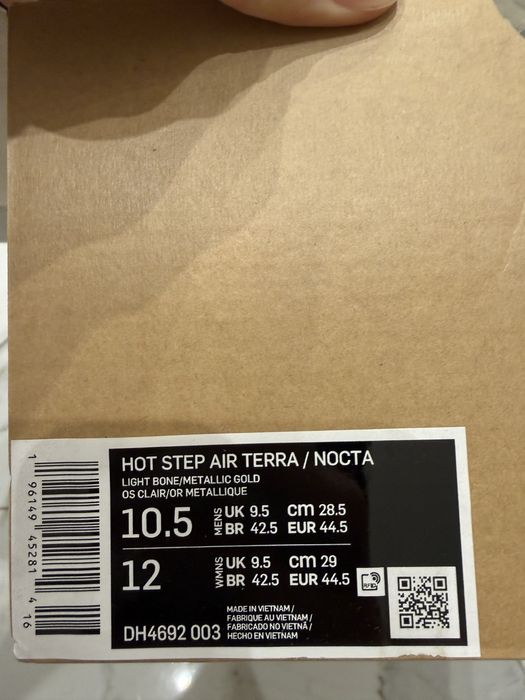 HOT STEP AIR TERRA / NOCTA
LIGHT BONE/METALLIC GOLD
OS CLAIR/OR METALLIQUE
10.5 MENS UK 9.5 CM 28.5
BR 42.5 EUR 44.5
12 WMNS UK 9.5 CM 29
BR 42.5 EUR 44.5
RFID
MADE IN VIETNAM /
FABRIQUE AU VIETNAM /
FABRICADO NO VIETNÃ /
DH4692 003 HECHO EN VIETNAM
1 96149 45281 4 16